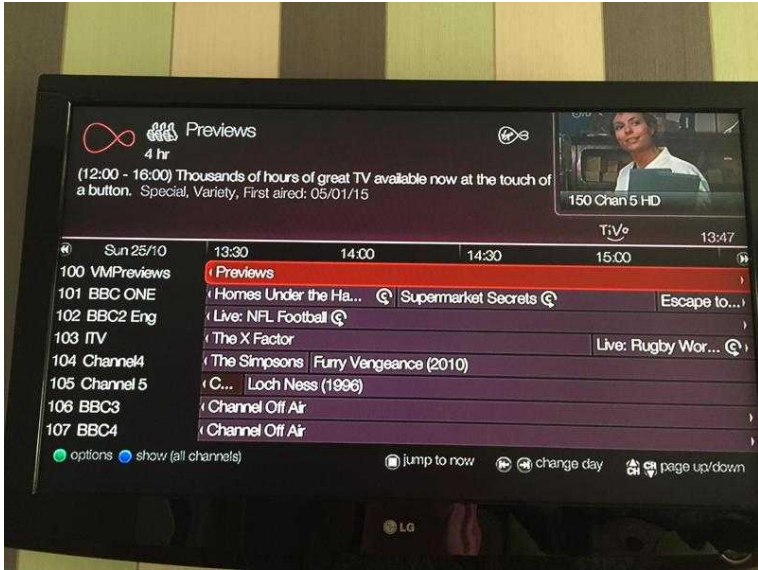 Previews
4 hr
(12:00 - 16:00) Thousands of hours of great TV available now at the touch of
a button. Special, Variety, First aired: 05/01/15
150 Chan 5 HD
TiVo
13:47
Sun 25/10 13:30 14:00 14:30 15:00
100 VMPreviews Previews
101 BBC ONE Homes Under the Ha... Supermarket Secrets Escape to...
102 BBC2 Eng Live: NFL Football
103 ITV The X Factor Live: Rugby Wor...
104 Channel4 The Simpsons Furry Vengeance (2010)
105 Channel 5 C... Loch Ness (1996)
106 BBC3 Channel Off Air
107 BBC4 Channel Off Air
options show (all channels) jump to now change day CH CH page up/down
LG